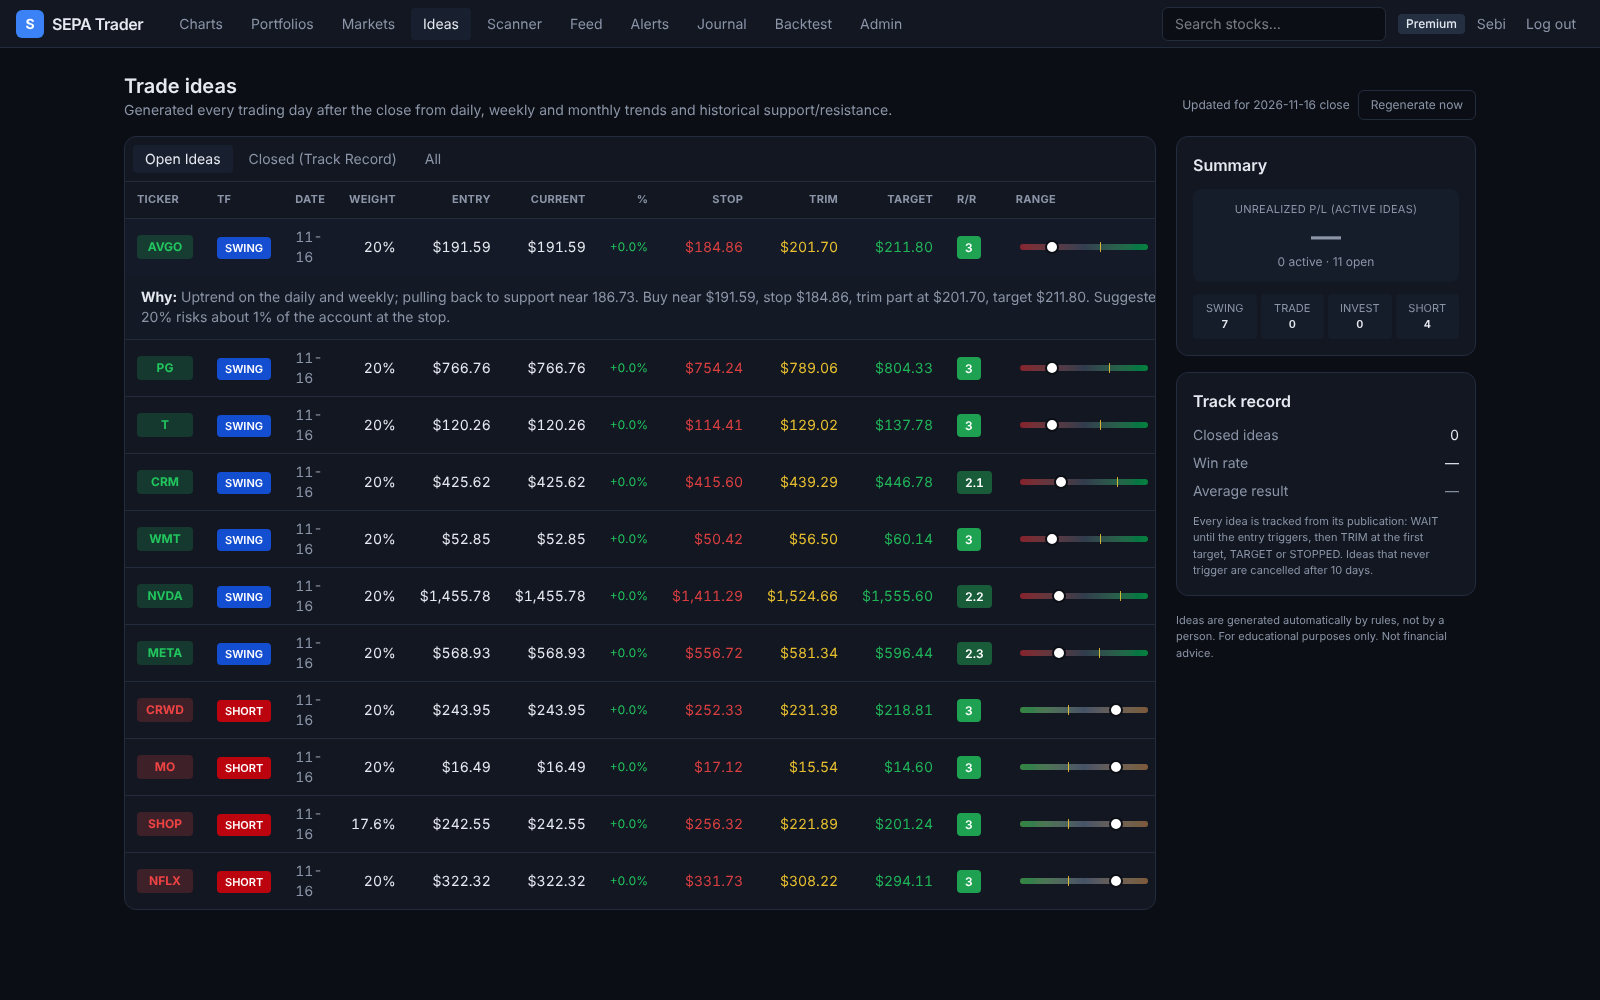 S SEPA Trader Charts Portfolios Markets Ideas Scanner Feed Alerts Journal Backtest Admin Search stocks... Premium Sebi Log out
Trade ideas
Generated every trading day after the close from daily, weekly and monthly trends and historical support/resistance.
Updated for 2026-11-16 close Regenerate now
Open Ideas Closed (Track Record) All
TICKER TF DATE WEIGHT ENTRY CURRENT % STOP TRIM TARGET R/R RANGE
AVGO SWING 11-16 20% $191.59 $191.59 +0.0% $184.86 $201.70 $211.80 3
Why: Uptrend on the daily and weekly; pulling back to support near 186.73. Buy near $191.59, stop $184.86, trim part at $201.70, target $211.80. Suggeste
20% risks about 1% of the account at the stop.
PG SWING 11-16 20% $766.76 $766.76 +0.0% $754.24 $789.06 $804.33 3
T SWING 11-16 20% $120.26 $120.26 +0.0% $114.41 $129.02 $137.78 3
CRM SWING 11-16 20% $425.62 $425.62 +0.0% $415.60 $439.29 $446.78 2.1
WMT SWING 11-16 20% $52.85 $52.85 +0.0% $50.42 $56.50 $60.14 3
NVDA SWING 11-16 20% $1,455.78 $1,455.78 +0.0% $1,411.29 $1,524.66 $1,555.60 2.2
META SWING 11-16 20% $568.93 $568.93 +0.0% $556.72 $581.34 $596.44 2.3
CRWD SHORT 11-16 20% $243.95 $243.95 +0.0% $252.33 $231.38 $218.81 3
MO SHORT 11-16 20% $16.49 $16.49 +0.0% $17.12 $15.54 $14.60 3
SHOP SHORT 11-16 17.6% $242.55 $242.55 +0.0% $256.32 $221.89 $201.24 3
NFLX SHORT 11-16 20% $322.32 $322.32 +0.0% $331.73 $308.22 $294.11 3
Summary
UNREALIZED P/L (ACTIVE IDEAS)
—
0 active · 11 open
SWING TRADE INVEST SHORT
7 0 0 4
Track record
Closed ideas 0
Win rate —
Average result —
Every idea is tracked from its publication: WAIT
until the entry triggers, then TRIM at the first
target, TARGET or STOPPED. Ideas that never
trigger are cancelled after 10 days.
Ideas are generated automatically by rules, not by a
person. For educational purposes only. Not financial
advice.